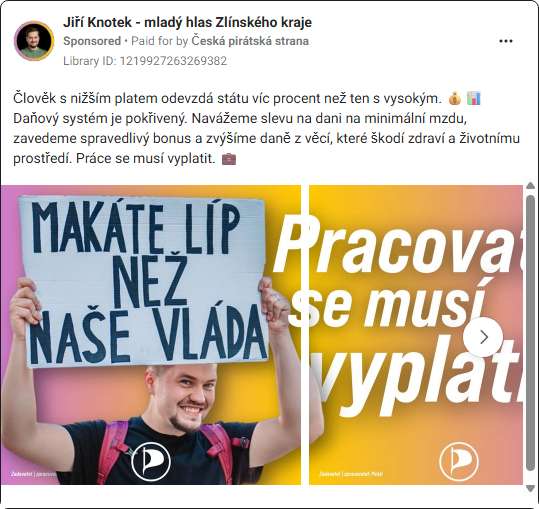 Jiří Knotek - mladý hlas Zlínského kraje
Sponsored • Paid for by Česká pirátská strana
Library ID: 1219927263269382
Člověk s nižším platem odevzdá státu víc procent než ten s vysokým. 💰 📊
Daňový systém je pokřivený. Navážeme slevu na dani na minimální mzdu,
zavedeme spravedlivý bonus a zvýšíme daně z věcí, které škodí zdraví a životnímu
prostředí. Práce se musí vyplatit. 💼
MAKÁTE LÍP
NEŽ
NAŠE VLÁDA
Pracovat
se musí
vyplatit